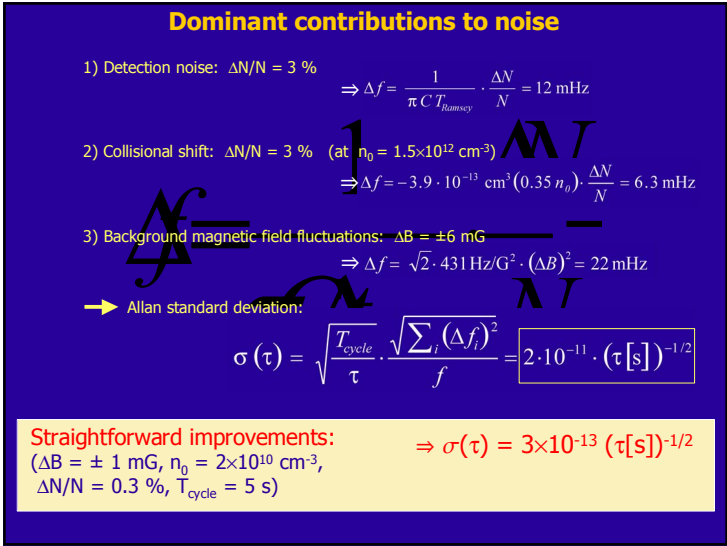 Dominant contributions to noise
1) Detection noise: ΔN/N = 3 %
⇒ Δf = 1 / (π C T_Ramsey) · ΔN/N = 12 mHz
2) Collisional shift: ΔN/N = 3 % (at n₀ = 1.5×10¹² cm⁻³)
⇒ Δf = −3.9 · 10⁻¹³ cm³ (0.35 n₀) · ΔN/N = 6.3 mHz
3) Background magnetic field fluctuations: ΔB = ±6 mG
⇒ Δf = √2 · 431 Hz/G² · (ΔB)² = 22 mHz
Allan standard deviation:
σ(τ) = √(T_cycle/τ) · √(∑ᵢ(Δfᵢ)²) / f = 2·10⁻¹¹ · (τ[s])⁻¹/²
Straightforward improvements:
⇒ σ(τ) = 3×10⁻¹³ (τ[s])⁻¹/²
(ΔB = ± 1 mG, n₀ = 2×10¹⁰ cm⁻³,
ΔN/N = 0.3 %, T_cycle = 5 s)